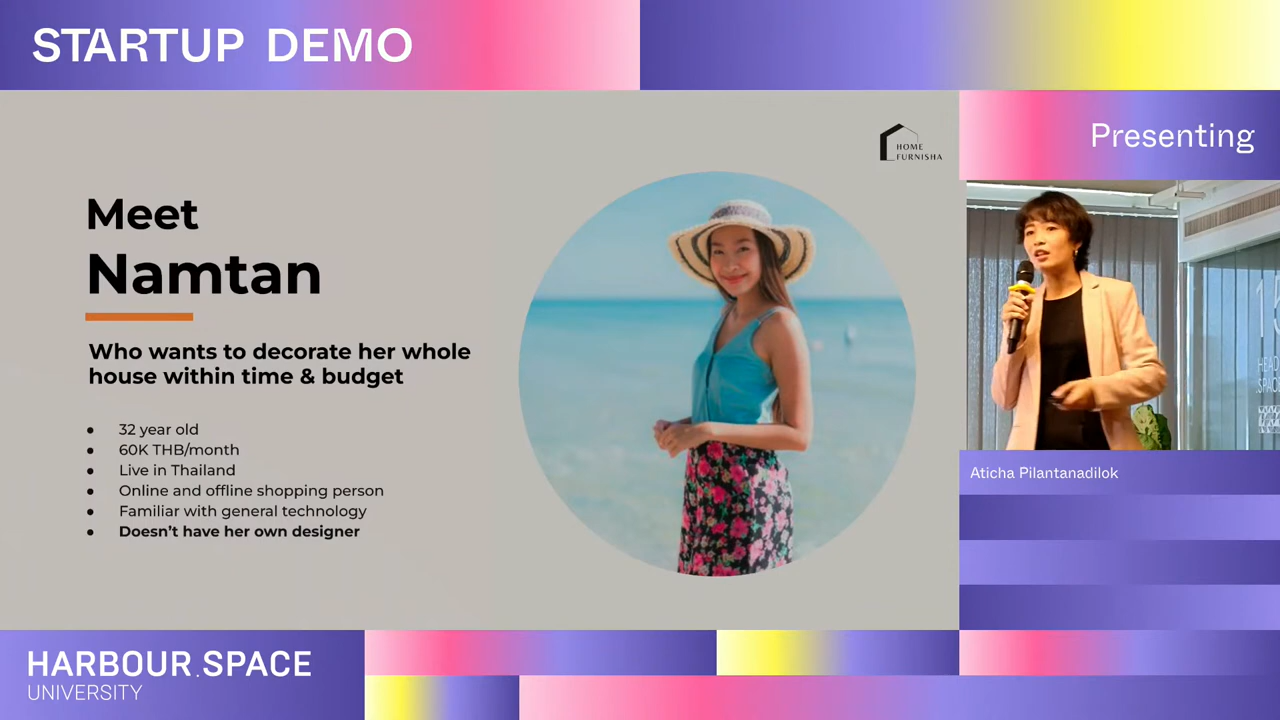 STARTUP DEMO
Presenting
HOME
FURNISHA
Meet
Namtan
Who wants to decorate her whole
house within time & budget
● 32 year old
● 60K THB/month
● Live in Thailand
● Online and offline shopping person
● Familiar with general technology
● Doesn’t have her own designer
HEAD
SPACE
Aticha Pilantanadilok
HARBOUR.SPACE
UNIVERSITY